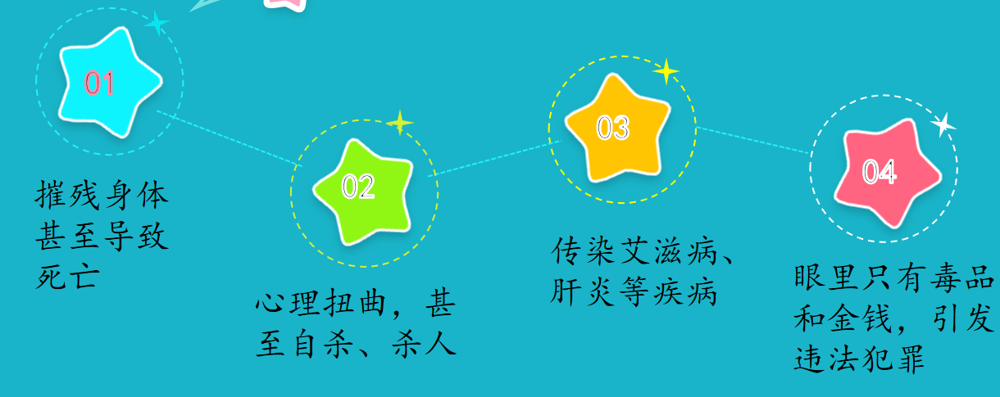 01
摧残身体
甚至导致
死亡
02
心理扭曲，甚
至自杀、杀人
03
传染艾滋病、
肝炎等疾病
04
眼里只有毒品
和金钱，引发
违法犯罪